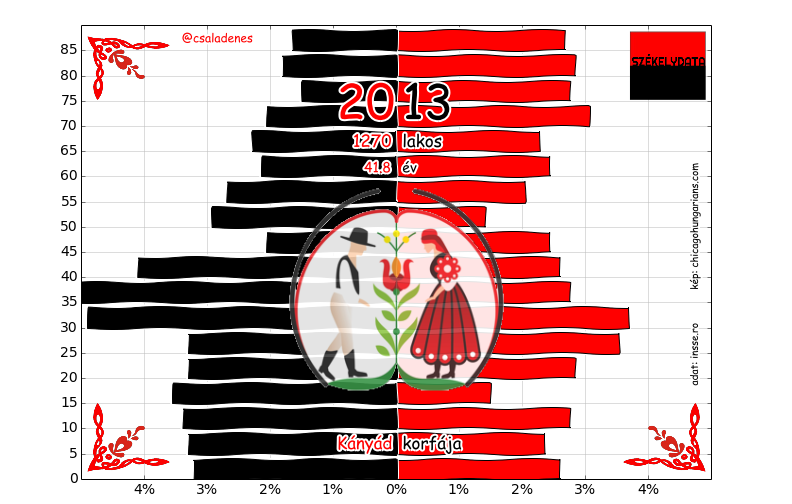 @csaladenes
SZÉKELYDATA
2013
1270 lakos
41.8 év
kép: chicagohungarians.com
adat: insse.ro
Kányád korfája
85
80
75
70
65
60
55
50
45
40
35
30
25
20
15
10
5
0
4% 3% 2% 1% 0% 1% 2% 3% 4%